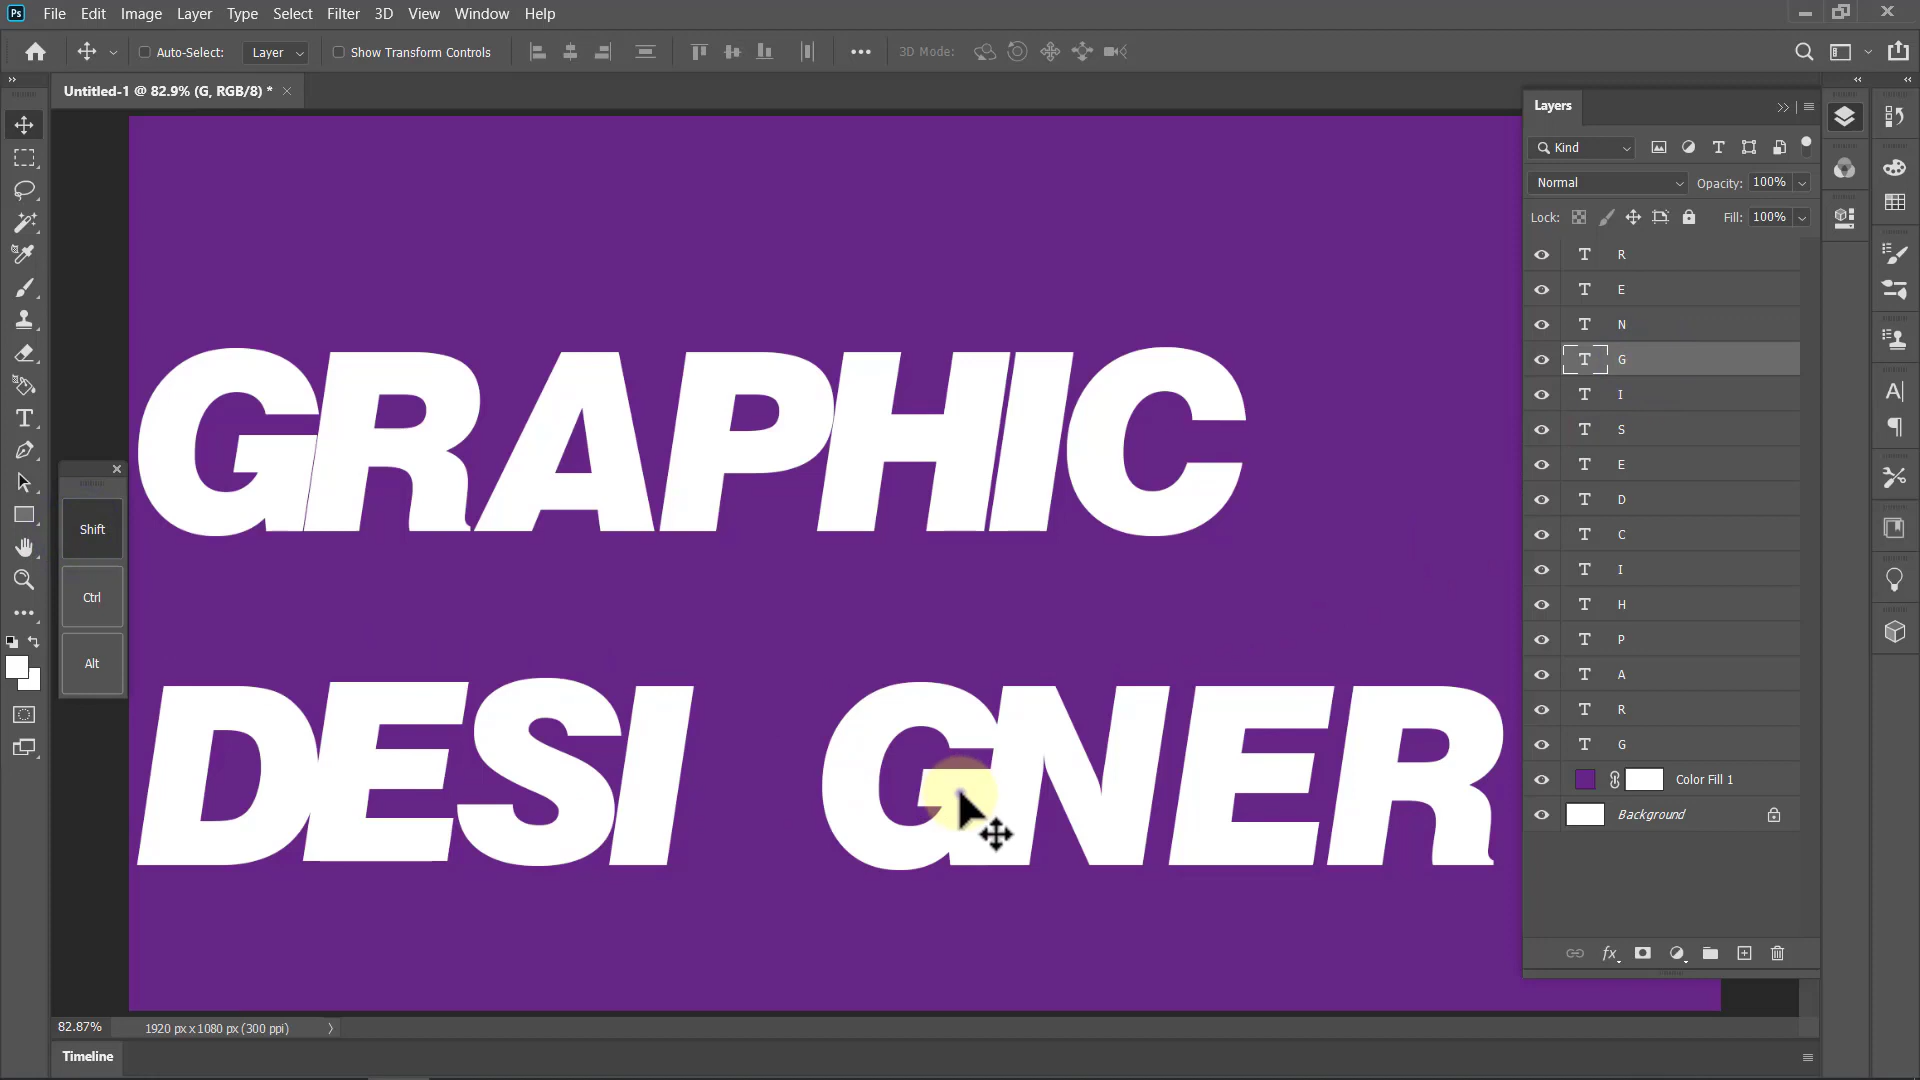 Ps File Edit Image Layer Type Select Filter 3D View Window Help
Auto-Select: Layer Show Transform Controls 3D Mode:
Untitled-1 @ 82.9% (G, RGB/8) *
Layers
Kind
Normal Opacity: 100%
Lock: Fill: 100%
R
E
N
G
I
S
E
D
C
I
H
P
A
R
G
Color Fill 1
Background
GRAPHIC
DESI GNER
Shift
Ctrl
Alt
82.87% 1920 px x 1080 px (300 ppi)
Timeline